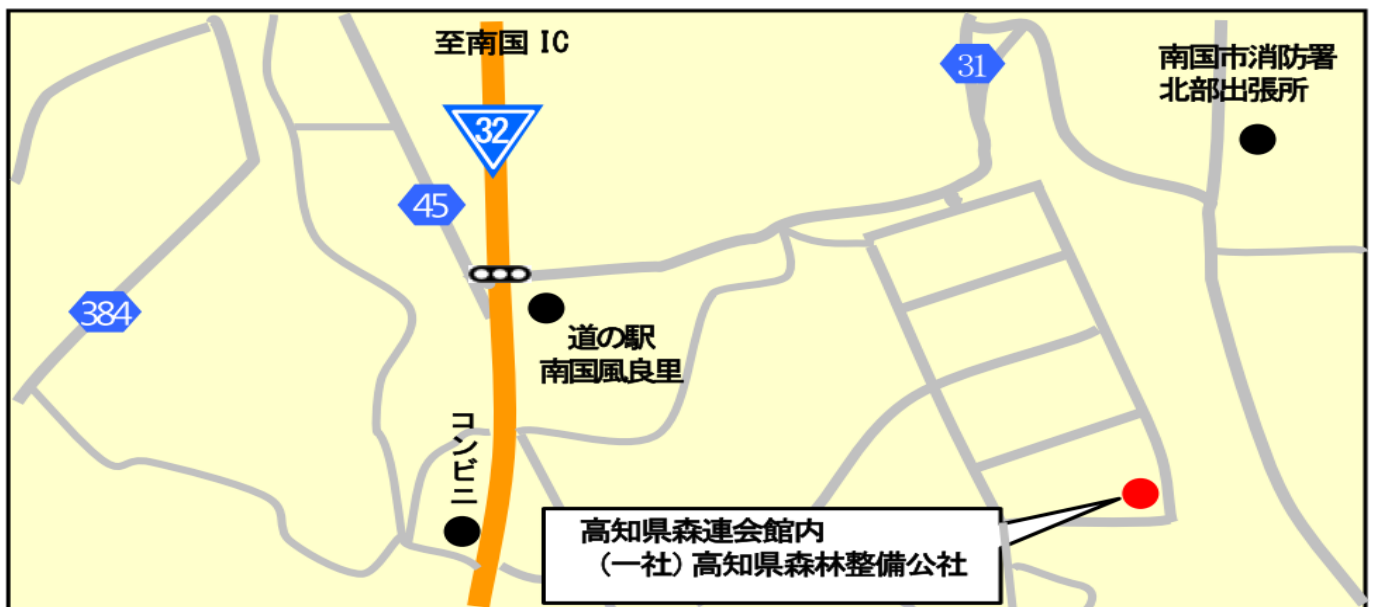 至南国 IC
31
南国市消防署
北部出張所
32
45
384
道の駅
南国風良里
コンビニ
高知県森連会館内
（一社）高知県森林整備公社